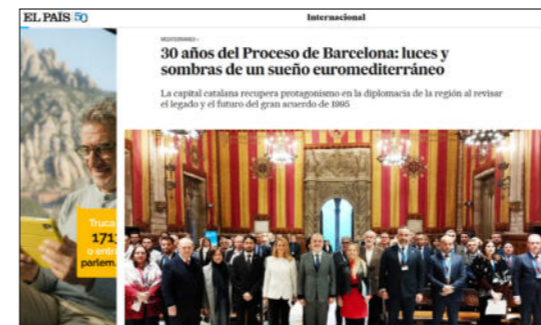 EL PAÍS 50
Internacional
MEDITERRÁNEO
30 años del Proceso de Barcelona: luces y
sombras de un sueño euromediterráneo
La capital catalana recupera protagonismo en la diplomacia de la región al revisar
el legado y el futuro del gran acuerdo de 1995
Truca
171
o entr
parlem.